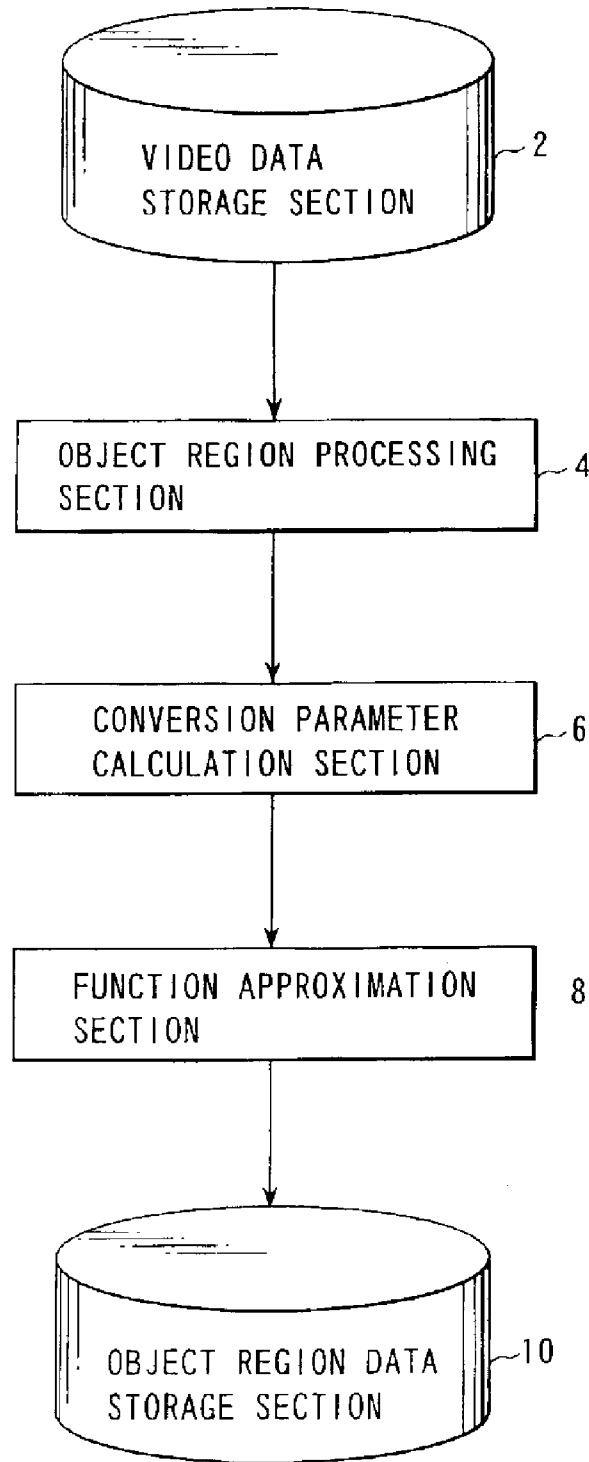 VIDEO DATA
STORAGE SECTION
2
OBJECT REGION PROCESSING
SECTION
4
CONVERSION PARAMETER
CALCULATION SECTION
6
FUNCTION APPROXIMATION
SECTION
8
OBJECT REGION DATA
STORAGE SECTION
10